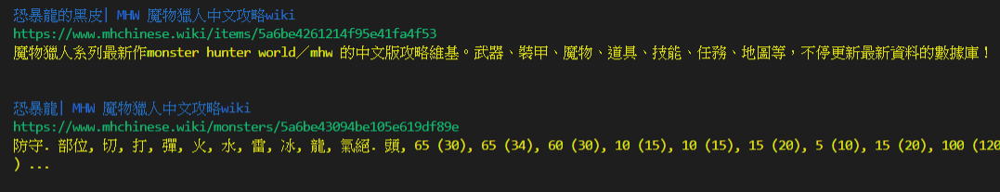 恐暴龍的黑皮| MHW 魔物獵人中文攻略wiki
https://www.mhchinese.wiki/items/5a6be4261214f95e41fa4f53
魔物獵人系列最新作monster hunter world／mhw 的中文版攻略維基。武器、裝甲、魔物、道具、技能、任務、地圖等，不停更新最新資料的數據庫！
恐暴龍| MHW 魔物獵人中文攻略wiki
https://www.mhchinese.wiki/monsters/5a6be43094be105e619df89e
防守. 部位, 切, 打, 彈, 火, 水, 雷, 冰, 龍, 氣絕. 頭, 65 (30), 65 (34), 60 (30), 10 (15), 10 (15), 15 (20), 5 (10), 15 (20), 100 (120
) ...